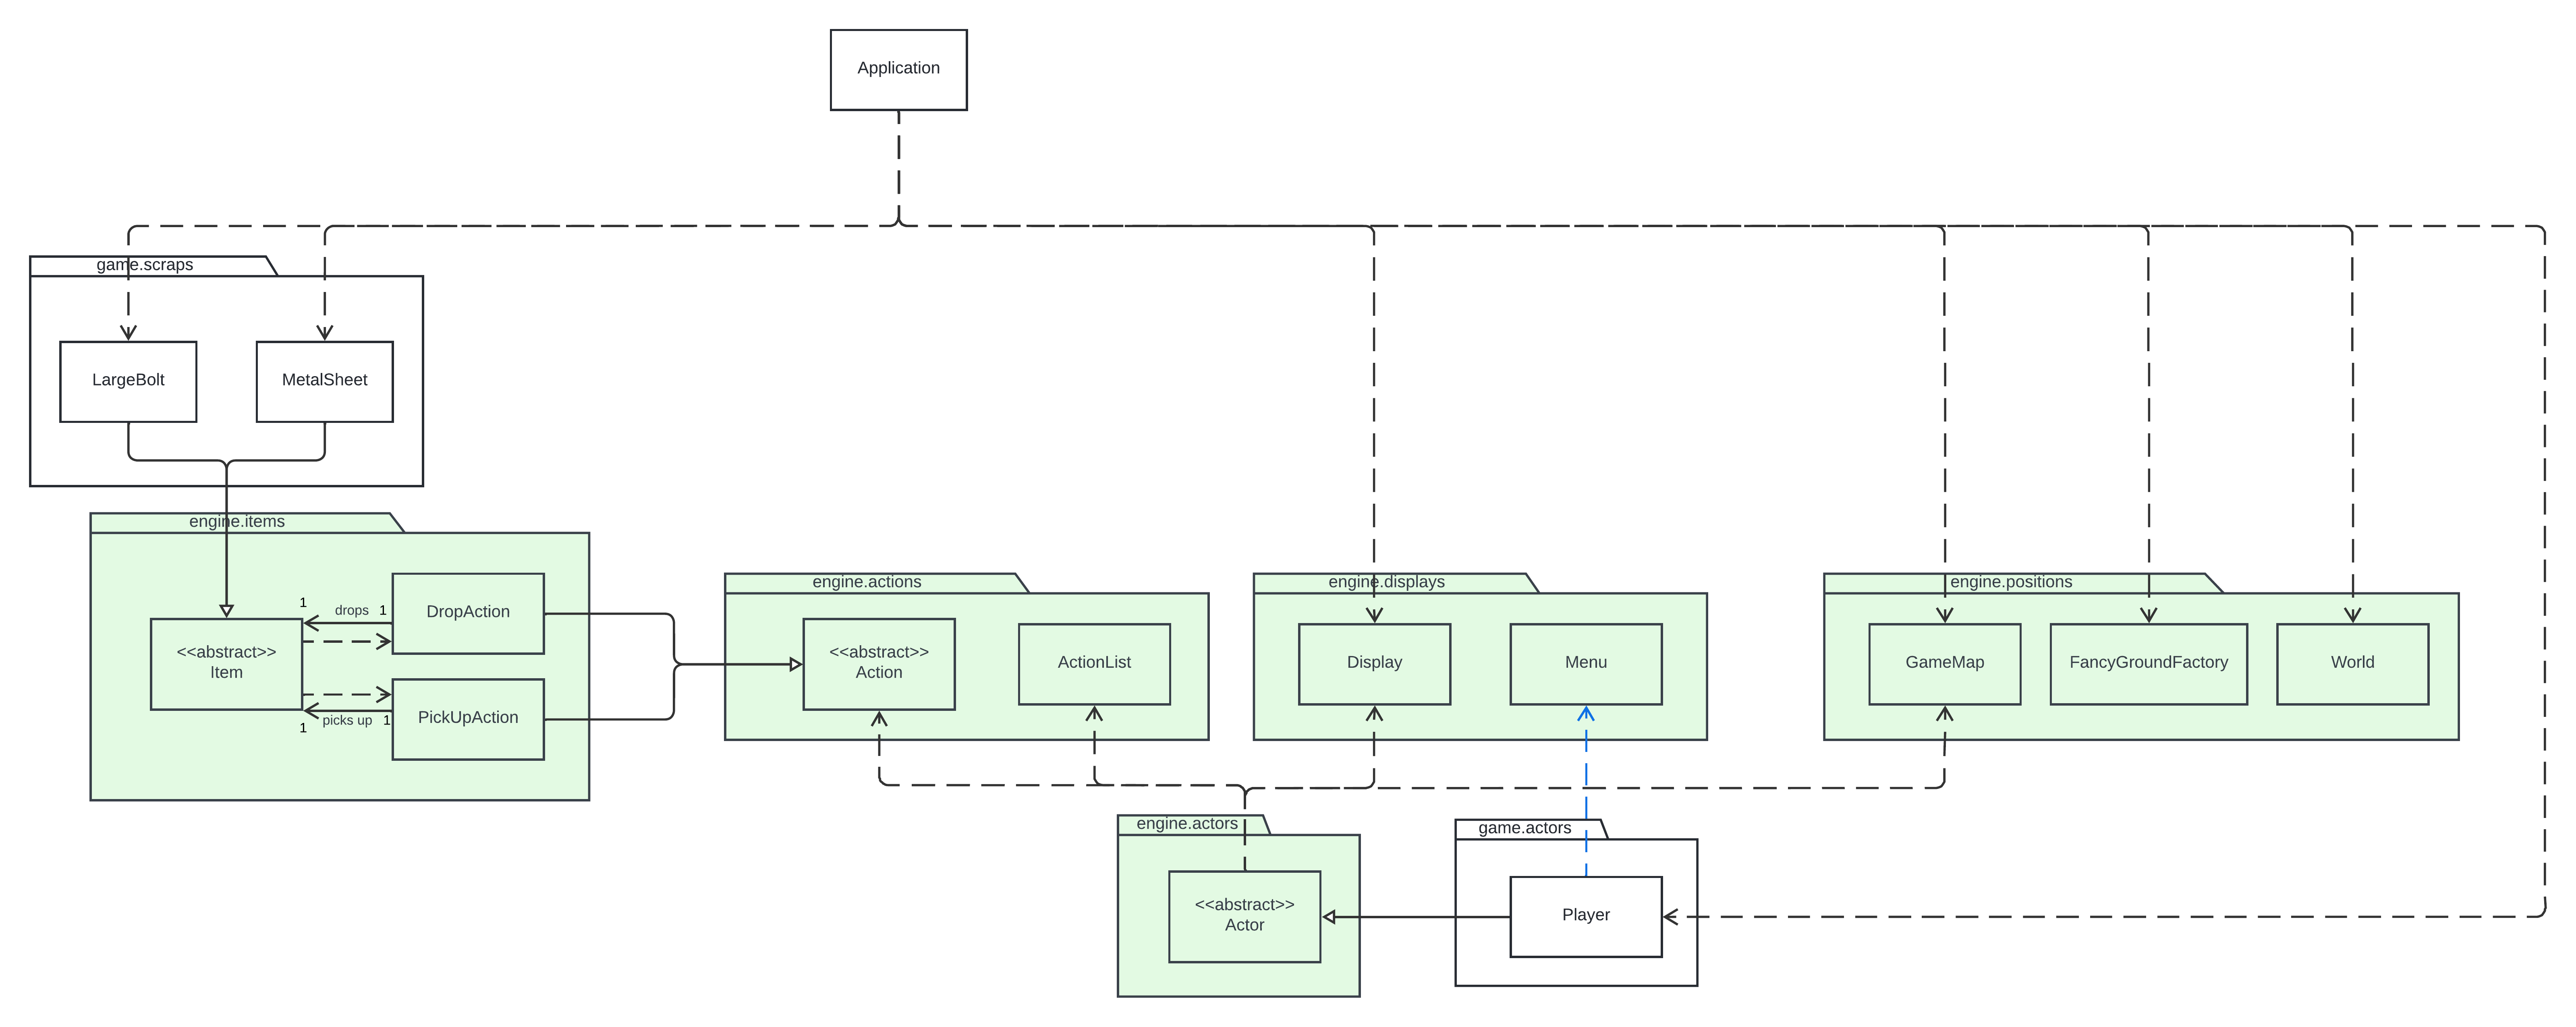 Application
game.scraps
LargeBolt
MetalSheet
engine.items
<<abstract>>
Item
1
drops
1
DropAction
picks up
1
1
PickUpAction
engine.actions
<<abstract>>
Action
ActionList
engine.displays
Display
Menu
engine.positions
GameMap
FancyGroundFactory
World
engine.actors
<<abstract>>
Actor
game.actors
Player